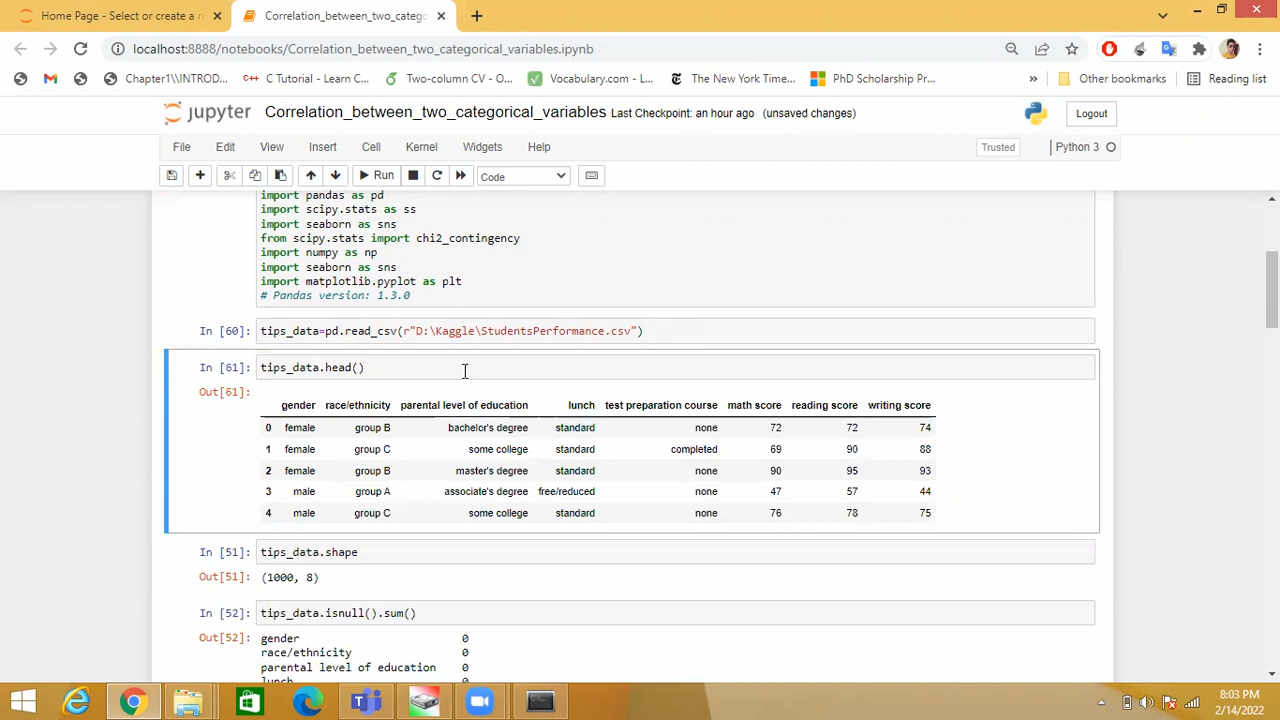 Home Page - Select or create a n
Correlation_between_two_catego
localhost:8888/notebooks/Correlation_between_two_categorical_variables.ipynb
Chapter1\\INTROD...
C Tutorial - Learn C...
Two-column CV - O...
Vocabulary.com - L...
The New York Time...
PhD Scholarship Pr...
»
Other bookmarks
Reading list
jupyter
Correlation_between_two_categorical_variables Last Checkpoint: an hour ago (unsaved changes)
Logout
File Edit View Insert Cell Kernel Widgets Help
Trusted
Python 3
Run
Code
import pandas as pd
import scipy.stats as ss
import seaborn as sns
from scipy.stats import chi2_contingency
import numpy as np
import seaborn as sns
import matplotlib.pyplot as plt
# Pandas version: 1.3.0
In [60]: tips_data=pd.read_csv(r"D:\Kaggle\StudentsPerformance.csv")
In [61]: tips_data.head()
Out[61]:
gender race/ethnicity parental level of education lunch test preparation course math score reading score writing score
0 female group B bachelor's degree standard none 72 72 74
1 female group C some college standard completed 69 90 88
2 female group B master's degree standard none 90 95 93
3 male group A associate's degree free/reduced none 47 57 44
4 male group C some college standard none 76 78 75
In [51]: tips_data.shape
Out[51]: (1000, 8)
In [52]: tips_data.isnull().sum()
Out[52]: gender 0
race/ethnicity 0
parental level of education 0
lunch 0
8:03 PM
2/14/2022